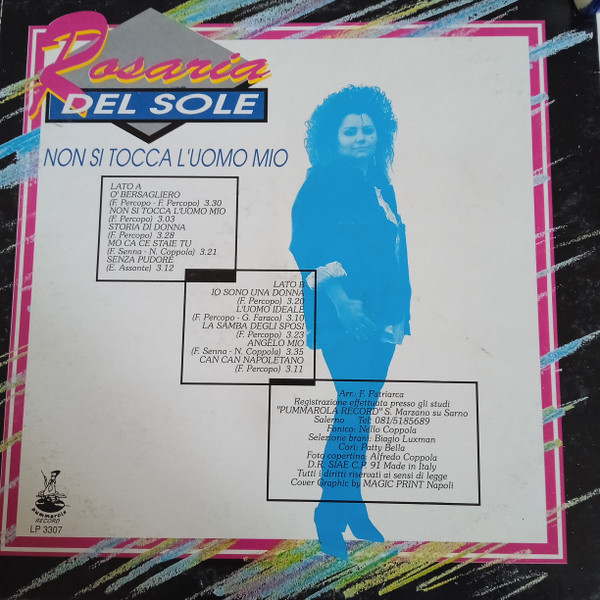 Rosaria
DEL SOLE
NON SI TOCCA L'UOMO MIO
LATO A
O' BERSAGLIERO
(F. Percopo - F. Percopo) 3.30
NON SI TOCCA L'UOMO MIO
(F. Percopo) 3.03
STORIA DI DONNA
(F. Percopo) 3.28
MO CA CE STAIE TU
(F. Senna - N. Coppola) 3.21
SENZA PUDORE
(E. Assante) 3.12
LATO B
IO SONO UNA DONNA
(F. Percopo) 3.20
L'UOMO IDEALE
(F. Percopo - G. Faraco) 3.10
LA SAMBA DEGLI SPOSI
(F. Percopo) 3.23
ANGELO MIO
(F. Senna - N. Coppola) 3.35
CAN CAN NAPOLETANO
(F. Percopo) 3.11
Arr. F. Patriarca
Registrazione effettuata presso gli studi
"PUMMAROLA RECORD" S. Marzano su Sarno
Salerno Tel. 081/5185689
Fonico: Nello Coppola
Selezione brani: Biagio Luxman
Cori: Patty Bella
Foto copertina: Alfredo Coppola
D.R. SIAE C.P. 91 Made in Italy
Tutti i diritti riservati ai sensi di legge
Cover Graphic by MAGIC PRINT Napoli
pummarola
RECORD
LP 3307